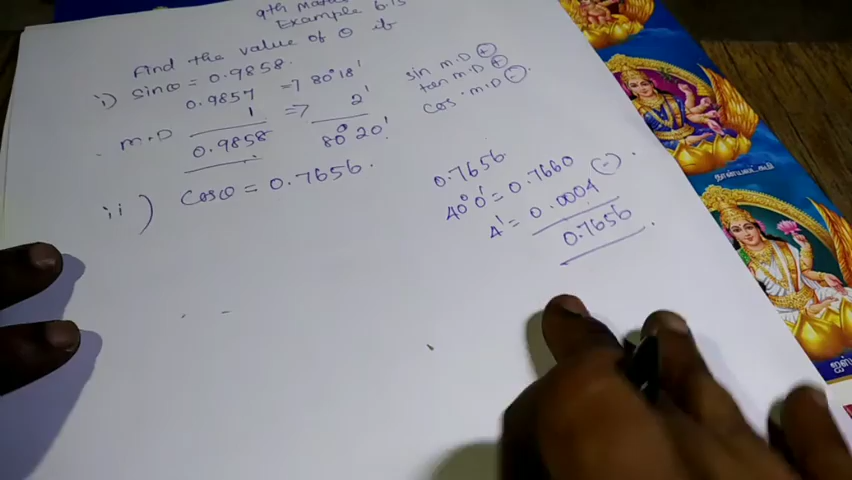 9th Maths
Example 6.15
Find the value of θ if
i) sinθ = 0.9858.
0.9857 => 80°18'
m.D 1 => 2'
0.9858 80°20'
sin m.D (+)
tan m.D (+)
cos. m.D (-).
ii) Cosθ = 0.7656.
0.7656
40°0' = 0.7660 (-).
4' = 0.0004
0.7656.